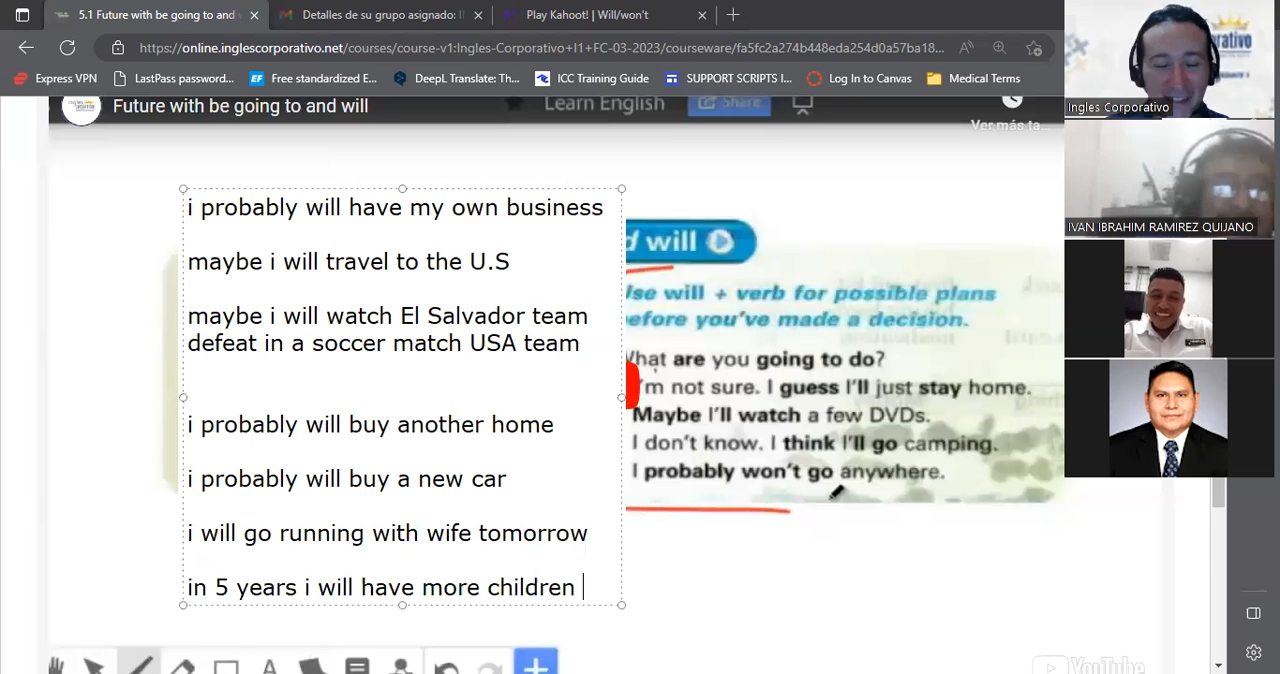 5.1 Future with be going to and v
Detalles de su grupo asignado: I
Play Kahoot! | Will/won't
https://online.inglescorporativo.net/courses/course-v1:Ingles-Corporativo+I1+FC-03-2023/courseware/fa5fc2a274b448eda254d0a57ba18...
Express VPN
LastPass password...
EF Free standardized E...
DeepL Translate: Th...
ICC Training Guide
SUPPORT SCRIPTS I...
Log In to Canvas
Medical Terms
Future with be going to and will
Learn English
Share
Ver más ta...
i probably will have my own business
maybe i will travel to the U.S
maybe i will watch El Salvador team
defeat in a soccer match USA team
i probably will buy another home
i probably will buy a new car
i will go running with wife tomorrow
in 5 years i will have more children
d will
Use will + verb for possible plans
before you've made a decision.
What are you going to do?
I'm not sure. I guess I'll just stay home.
Maybe I'll watch a few DVDs.
I don't know. I think I'll go camping.
I probably won't go anywhere.
YouTube
Ingles Corporativo
IVAN IBRAHIM RAMIREZ QUIJANO